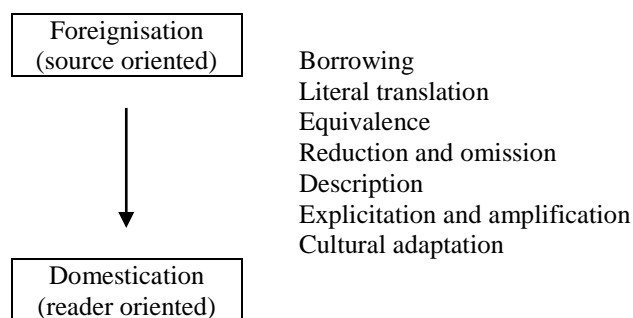 Foreignisation
(source oriented)
Borrowing
Literal translation
Equivalence
Reduction and omission
Description
Explicitation and amplification
Cultural adaptation
Domestication
(reader oriented)